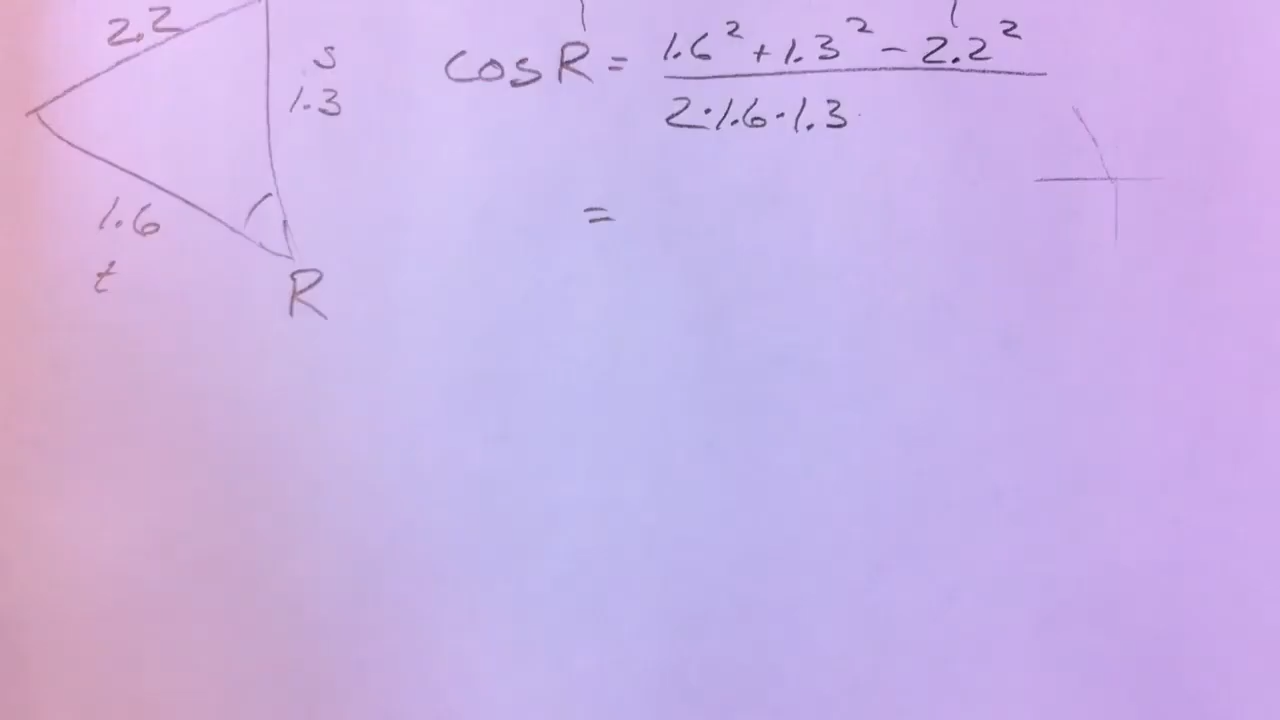 2.2
s
1.3
1.6
t
R
cos R = 1.6² + 1.3² - 2.2²
2·1.6·1.3
=